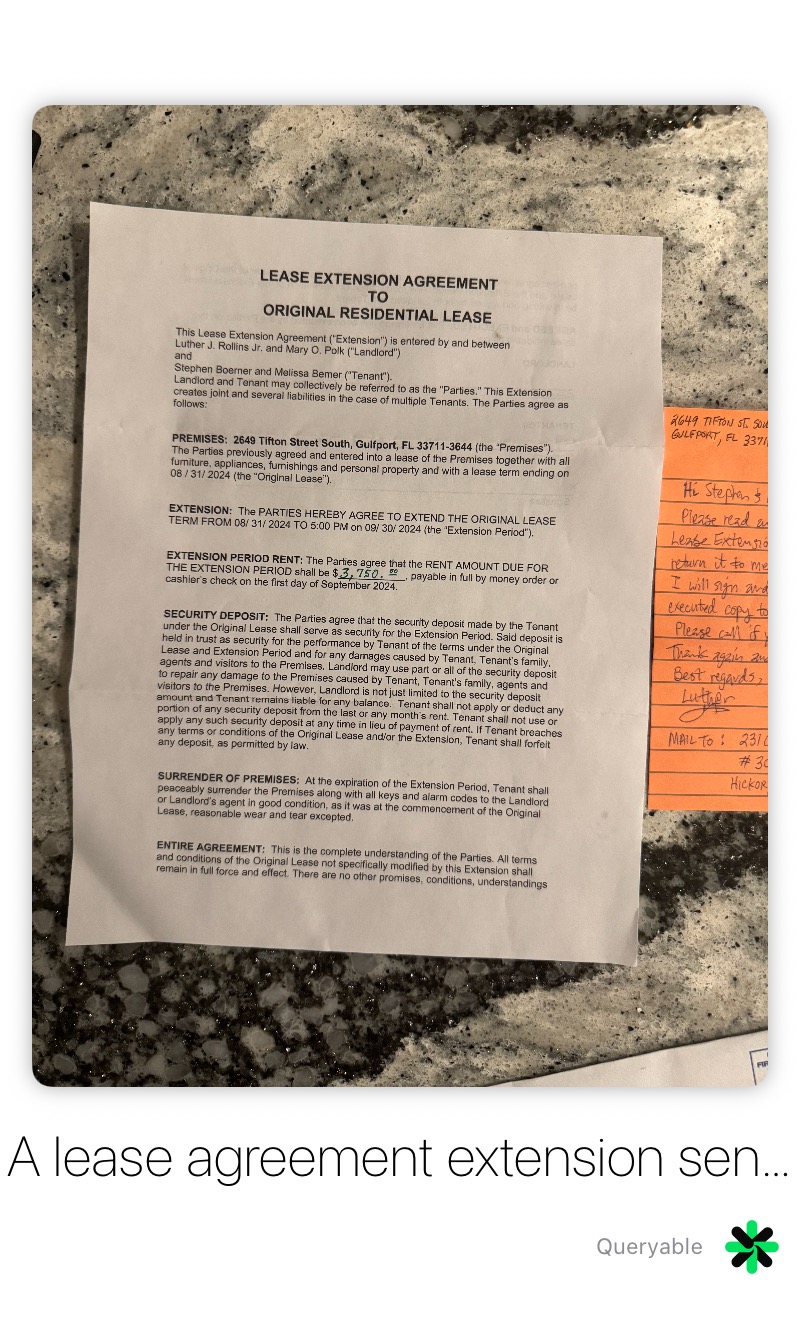 LEASE EXTENSION AGREEMENT
TO
ORIGINAL RESIDENTIAL LEASE
This Lease Extension Agreement ("Extension") is entered by and between
Luther J. Rollins Jr. and Mary O. Polk ("Landlord")
and
Stephen Boerner and Melissa Bemer ("Tenant").
Landlord and Tenant may collectively be referred to as the "Parties." This Extension
creates joint and several liabilities in the case of multiple Tenants. The Parties agree as
follows:
PREMISES: 2649 Tifton Street South, Gulfport, FL 33711-3644 (the "Premises").
The Parties previously agreed and entered into a lease of the Premises together with all
furniture, appliances, furnishings and personal property and with a lease term ending on
08 / 31/ 2024 (the "Original Lease").
EXTENSION: The PARTIES HEREBY AGREE TO EXTEND THE ORIGINAL LEASE
TERM FROM 08/ 31/ 2024 TO 5:00 PM on 09/ 30/ 2024 (the "Extension Period").
EXTENSION PERIOD RENT: The Parties agree that the RENT AMOUNT DUE FOR
THE EXTENSION PERIOD shall be $3,750.00, payable in full by money order or
cashier's check on the first day of September 2024.
SECURITY DEPOSIT: The Parties agree that the security deposit made by the Tenant
under the Original Lease shall serve as security for the Extension Period. Said deposit is
held in trust as security for the performance by Tenant of the terms under the Original
Lease and Extension Period and for any damages caused by Tenant, Tenant's family,
agents and visitors to the Premises. Landlord may use part or all of the security deposit
to repair any damage to the Premises caused by Tenant, Tenant's family, agents and
visitors to the Premises. However, Landlord is not just limited to the security deposit
amount and Tenant remains liable for any balance. Tenant shall not apply or deduct any
portion of any security deposit from the last or any month's rent. Tenant shall not use or
apply any such security deposit at any time in lieu of payment of rent. If Tenant breaches
any terms or conditions of the Original Lease and/or the Extension, Tenant shall forfeit
any deposit, as permitted by law.
SURRENDER OF PREMISES: At the expiration of the Extension Period, Tenant shall
peaceably surrender the Premises along with all keys and alarm codes to the Landlord
or Landlord's agent in good condition, as it was at the commencement of the Original
Lease, reasonable wear and tear excepted.
ENTIRE AGREEMENT: This is the complete understanding of the Parties. All terms
and conditions of the Original Lease not specifically modified by this Extension shall
remain in full force and effect. There are no other promises, conditions, understandings
2649 TIFTON ST. SOU
GULFPORT, FL 3371
Hi Stephen &
Please read an
Lease Extensio
return it to me
I will sign and
executed copy to
Please call if y
Thank again an
Best regards,
Luther
MAIL TO: 231
# 30
HICKOR
A lease agreement extension sen...
Queryable